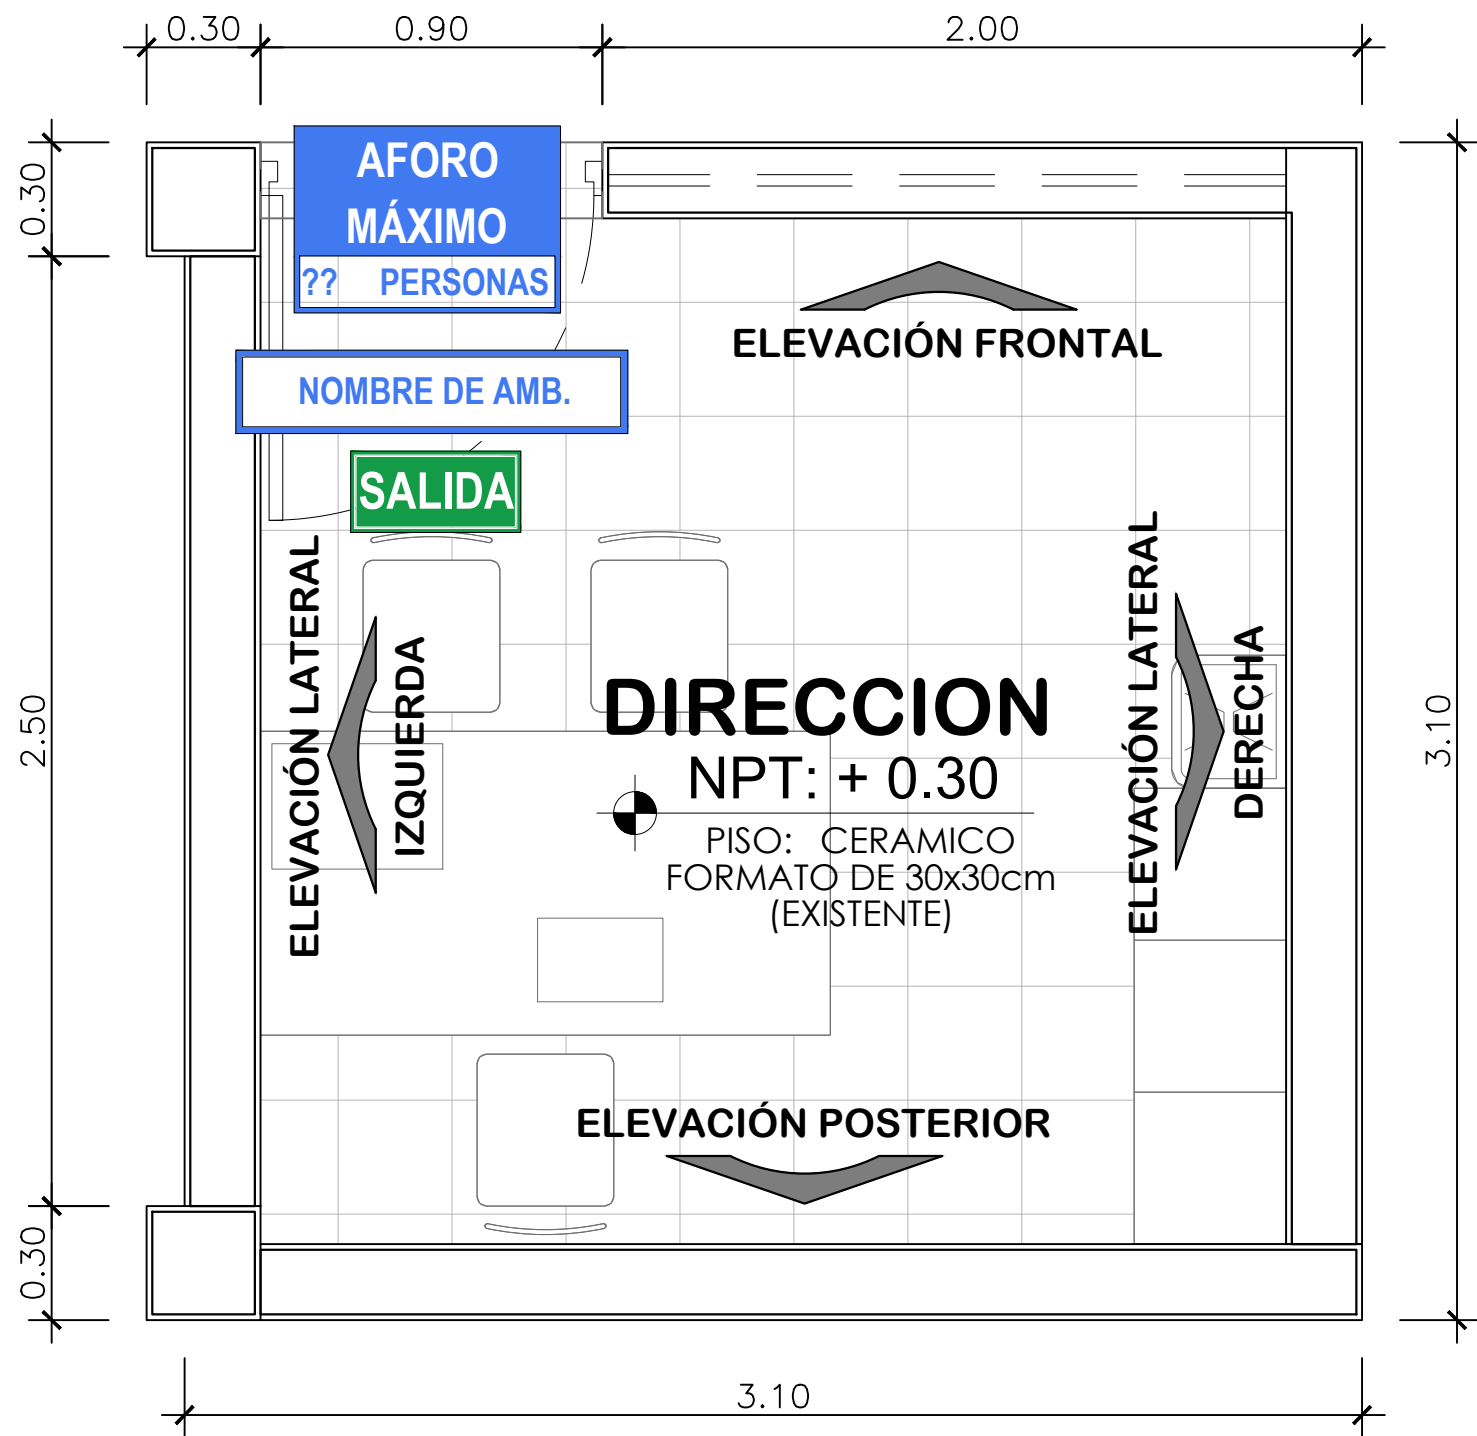 0.30
0.90
2.00
0.30
2.50
0.30
3.10
3.10
AFORO
MÁXIMO
?? PERSONAS
NOMBRE DE AMB.
SALIDA
ELEVACIÓN FRONTAL
ELEVACIÓN LATERAL
IZQUIERDA
DIRECCION
NPT: + 0.30
PISO: CERAMICO
FORMATO DE 30x30cm
(EXISTENTE)
ELEVACIÓN LATERAL
DERECHA
ELEVACIÓN POSTERIOR